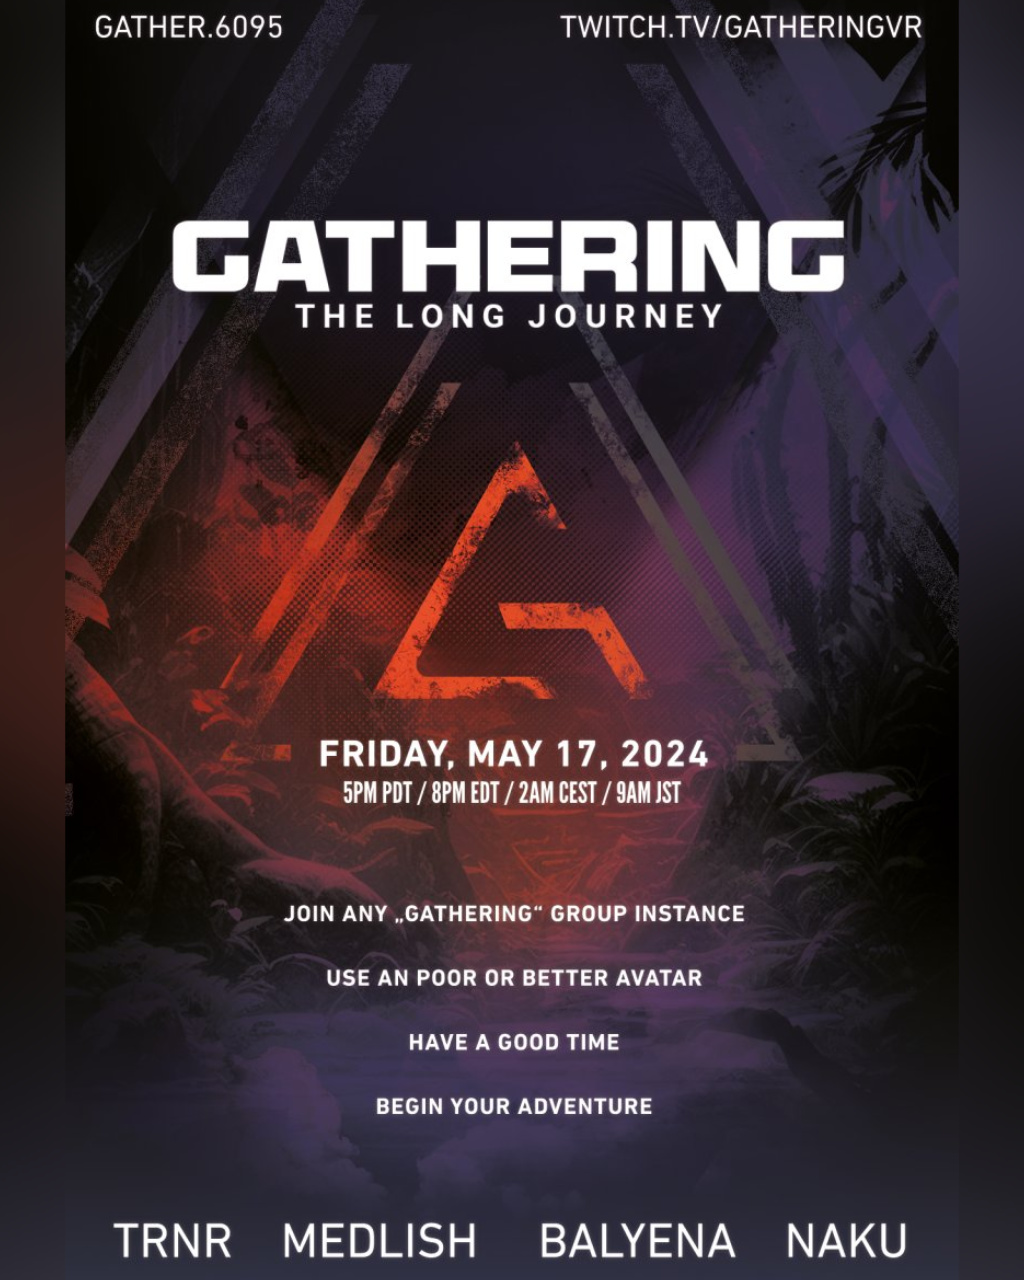 GATHER.6095
TWITCH.TV/GATHERINGVR
GATHERING
THE LONG JOURNEY
FRIDAY, MAY 17, 2024
5PM PDT / 8PM EDT / 2AM CEST / 9AM JST
JOIN ANY „GATHERING“ GROUP INSTANCE
USE AN POOR OR BETTER AVATAR
HAVE A GOOD TIME
BEGIN YOUR ADVENTURE
TRNR MEDLISH BALYENA NAKU